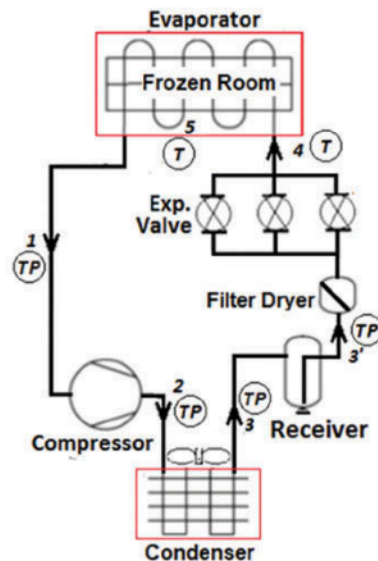 Evaporator
Frozen Room
5
T
4
T
Exp.
Valve
1
TP
Filter Dryer
TP
3'
2
TP
TP
3
Receiver
Compressor
Condenser